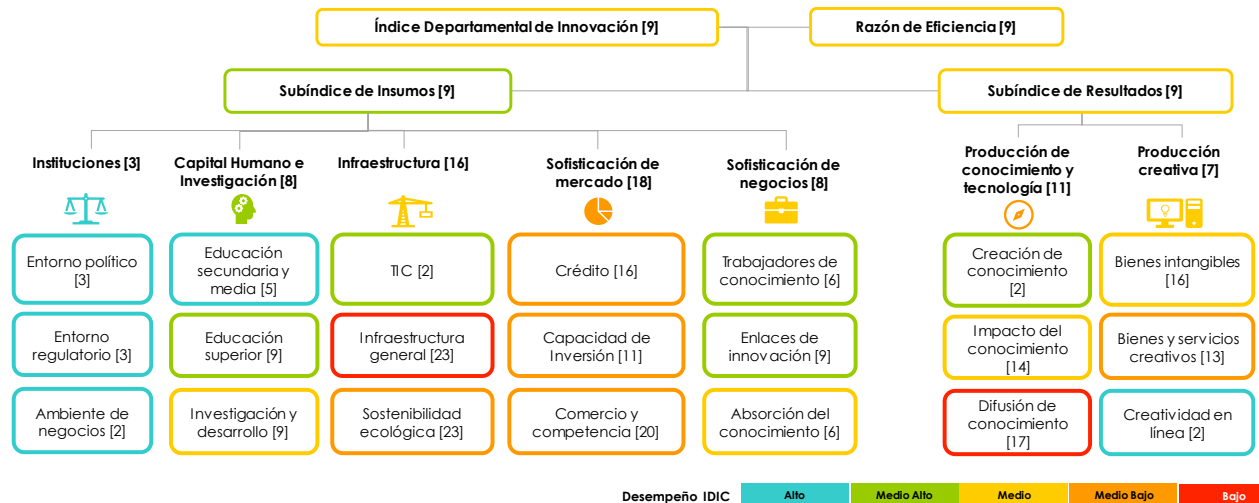 Índice Departamental de Innovación [9]
Razón de Eficiencia [9]
Subíndice de Insumos [9]
Subíndice de Resultados [9]
Instituciones [3]
Capital Humano e
Investigación [8]
Infraestructura [16]
Sofisticación de
mercado [18]
Sofisticación de
negocios [8]
Producción de
conocimiento y
tecnología [11]
Producción
creativa [7]
Entorno político
[3]
Educación
secundaria y
media [5]
TIC [2]
Crédito [16]
Trabajadores de
conocimiento [6]
Creación de
conocimiento
[2]
Bienes intangibles
[16]
Entorno
regulatorio [3]
Educación
superior [9]
Infraestructura
general [23]
Capacidad de
Inversión [11]
Enlaces de
innovación [9]
Impacto del
conocimiento
[14]
Bienes y servicios
creativos [13]
Ambiente de
negocios [2]
Investigación y
desarrollo [9]
Sostenibilidad
ecológica [23]
Comercio y
competencia [20]
Absorción del
conocimiento [6]
Difusión de
conocimiento
[17]
Creatividad en
línea [2]
Desempeño IDIC
Alto
Medio Alto
Medio
Medio Bajo
Bajo